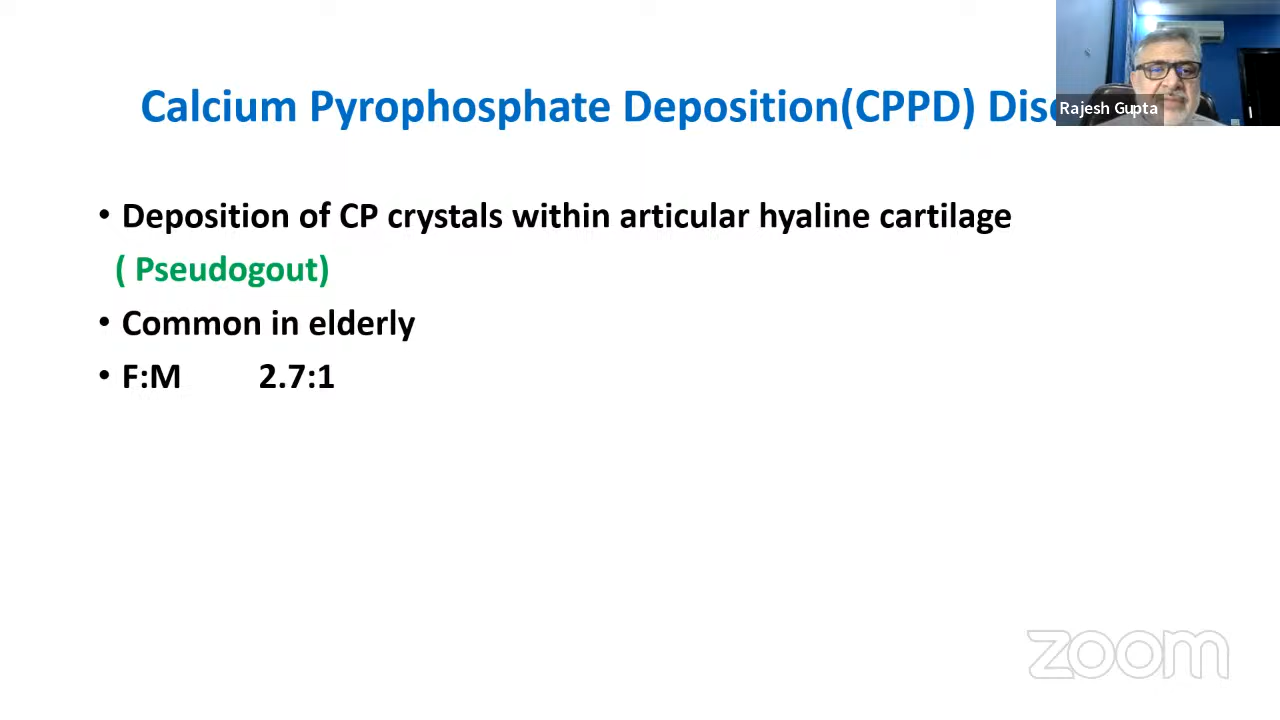 Calcium Pyrophosphate Deposition(CPPD)
Rajesh Gupta
• Deposition of CP crystals within articular hyaline cartilage
( Pseudogout)
• Common in elderly
• F:M 2.7:1
zoom